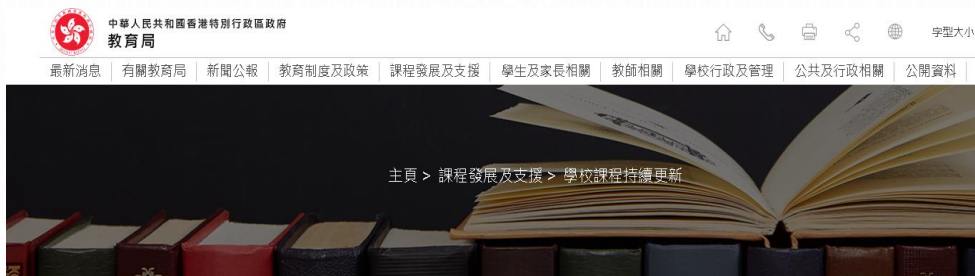 中華人民共和國香港特別行政區政府
教育局
字型大小
最新消息 | 有關教育局 | 新聞公報 | 教育制度及政策 | 課程發展及支援 | 學生及家長相關 | 教師相關 | 學校行政及管理 | 公共及行政相關 | 公開資料 |
主頁 > 課程發展及支援 > 學校課程持續更新